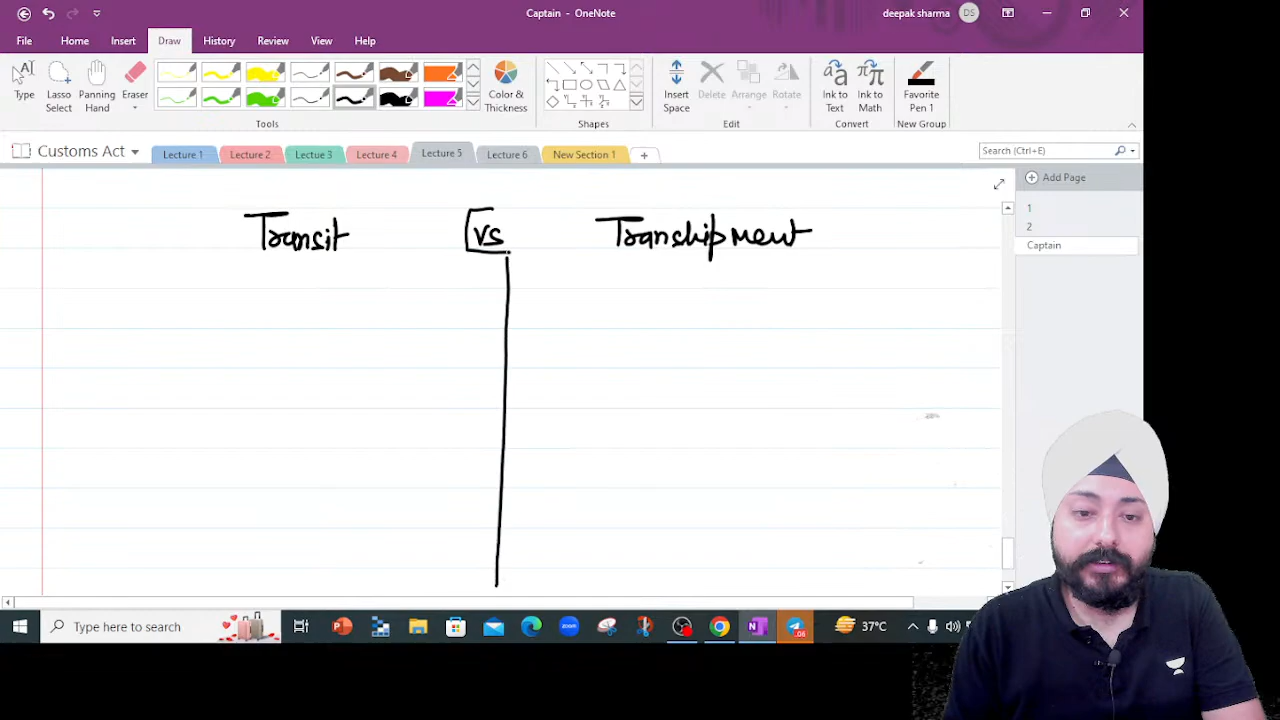 Captain - OneNote
deepak sharma DS
File Home Insert Draw History Review View Help
Type
Lasso Select
Panning Hand
Eraser
Color & Thickness
Insert Space
Delete
Arrange
Rotate
Ink to Text
Ink to Math
Favorite Pen 1
Tools Shapes Edit Convert New Group
Customs Act Lecture 1 Lecture 2 Lectue 3 Lecture 4 Lecture 5 Lecture 6 New Section 1 + Search (Ctrl+E)
Add Page
1
2
Captain
Transit vs Transhipment
Type here to search 37°C